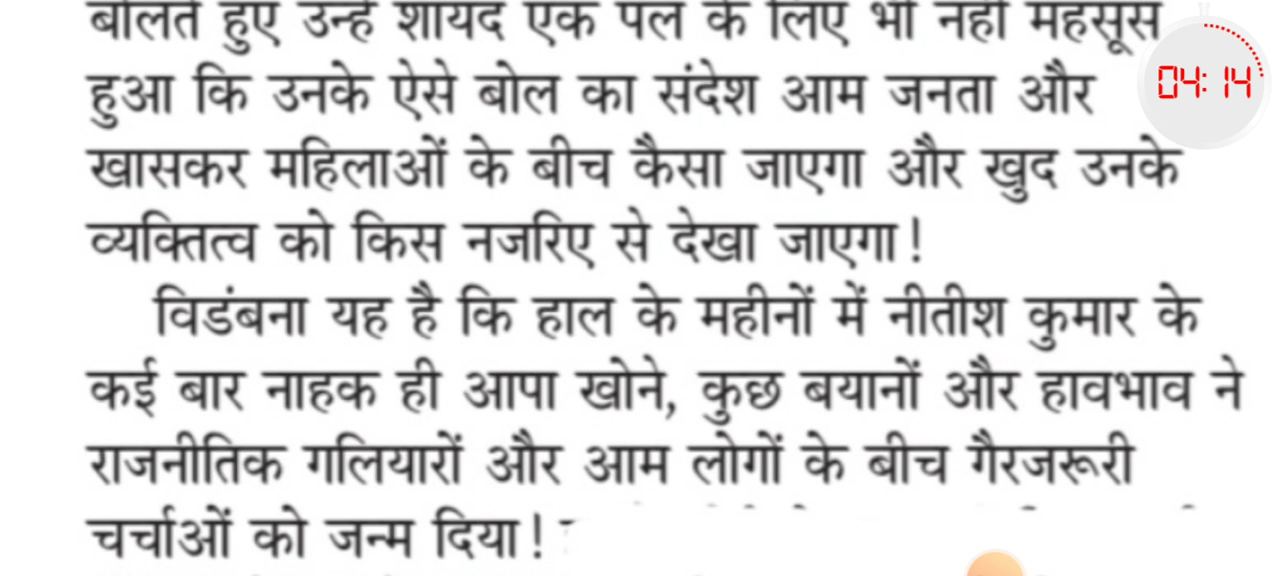 बोलते हुए उन्हें शायद एक पल के लिए भी नहीं महसूस
04:14
हुआ कि उनके ऐसे बोल का संदेश आम जनता और
खासकर महिलाओं के बीच कैसा जाएगा और खुद उनके
व्यक्तित्व को किस नजरिए से देखा जाएगा!
विडंबना यह है कि हाल के महीनों में नीतीश कुमार के
कई बार नाहक ही आपा खोने, कुछ बयानों और हावभाव ने
राजनीतिक गलियारों और आम लोगों के बीच गैरजरूरी
चर्चाओं को जन्म दिया!